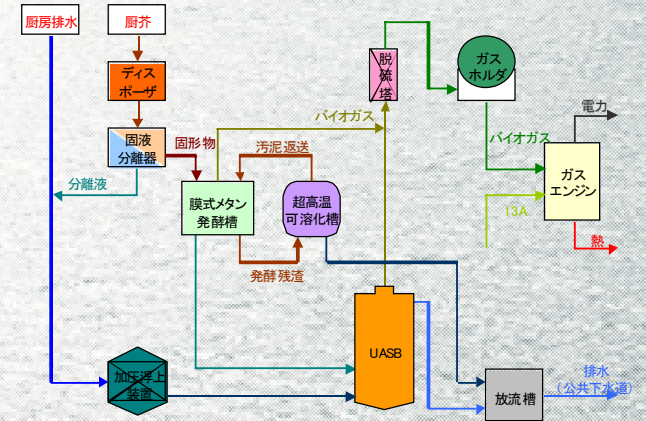 厨房排水
厨芥
ディス
ポーザ
固液
分離器
固形物
分離液
汚泥返送
バイオガス
脱
硫
塔
ガス
ホルダ
電力
バイオガス
ガス
エンジン
13A
熱
膜式メタン
発酵槽
超高温
可溶化槽
発酵残渣
UASB
加圧浮上
装置
放流槽
排水
(公共下水道)